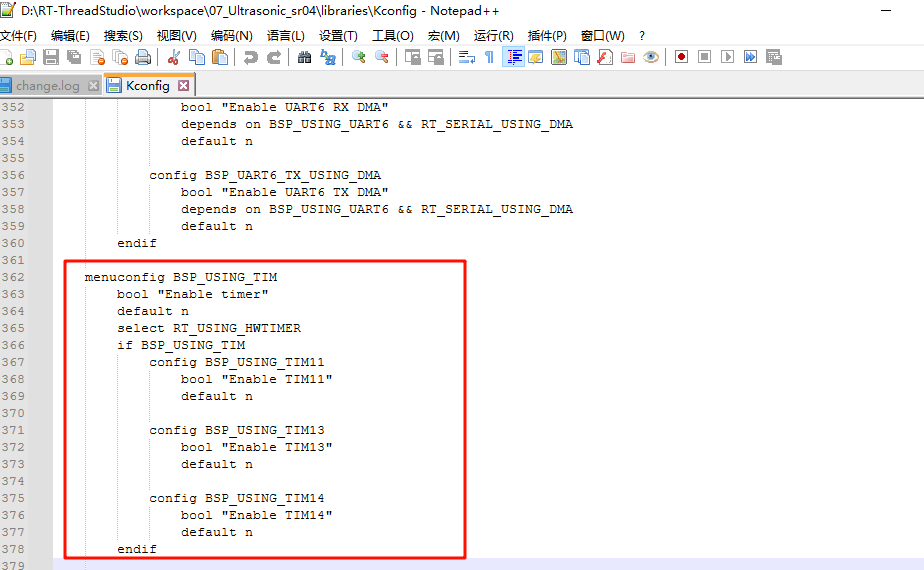 D:\RT-ThreadStudio\workspace\07_Ultrasonic_sr04\libraries\Kconfig - Notepad++
文件(F) 编辑(E) 搜索(S) 视图(V) 编码(N) 语言(L) 设置(T) 工具(O) 宏(M) 运行(R) 插件(P) 窗口(W) ?
change.log Kconfig
352 bool "Enable UART6 RX DMA"
353 depends on BSP_USING_UART6 && RT_SERIAL_USING_DMA
354 default n
355
356 config BSP_UART6_TX_USING_DMA
357 bool "Enable UART6 TX DMA"
358 depends on BSP_USING_UART6 && RT_SERIAL_USING_DMA
359 default n
360 endif
361
362 menuconfig BSP_USING_TIM
363 bool "Enable timer"
364 default n
365 select RT_USING_HWTIMER
366 if BSP_USING_TIM
367 config BSP_USING_TIM11
368 bool "Enable TIM11"
369 default n
370
371 config BSP_USING_TIM13
372 bool "Enable TIM13"
373 default n
374
375 config BSP_USING_TIM14
376 bool "Enable TIM14"
377 default n
378 endif
379